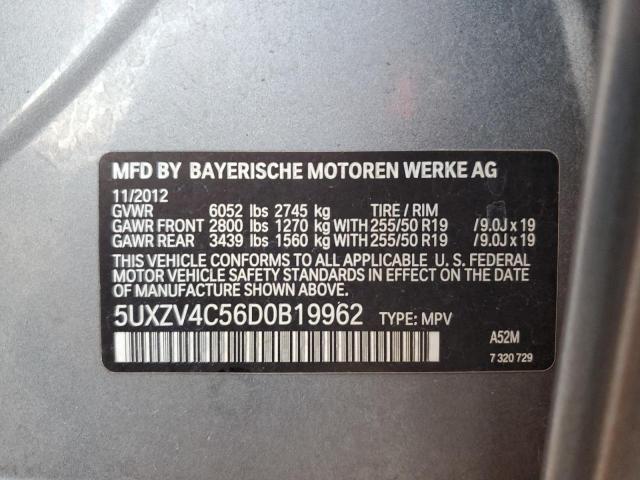 MFD BY BAYERISCHE MOTOREN WERKE AG
11/2012
GVWR 6052 lbs 2745 kg TIRE / RIM
GAWR FRONT 2800 lbs 1270 kg WITH 255/50 R19 / 9.0J x 19
GAWR REAR 3439 lbs 1560 kg WITH 255/50 R19 / 9.0J x 19
THIS VEHICLE CONFORMS TO ALL APPLICABLE U. S. FEDERAL
MOTOR VEHICLE SAFETY STANDARDS IN EFFECT ON THE DATE
OF MANUFACTURE SHOWN ABOVE.
5UXZV4C56D0B19962 TYPE: MPV
A52M
7 320 729